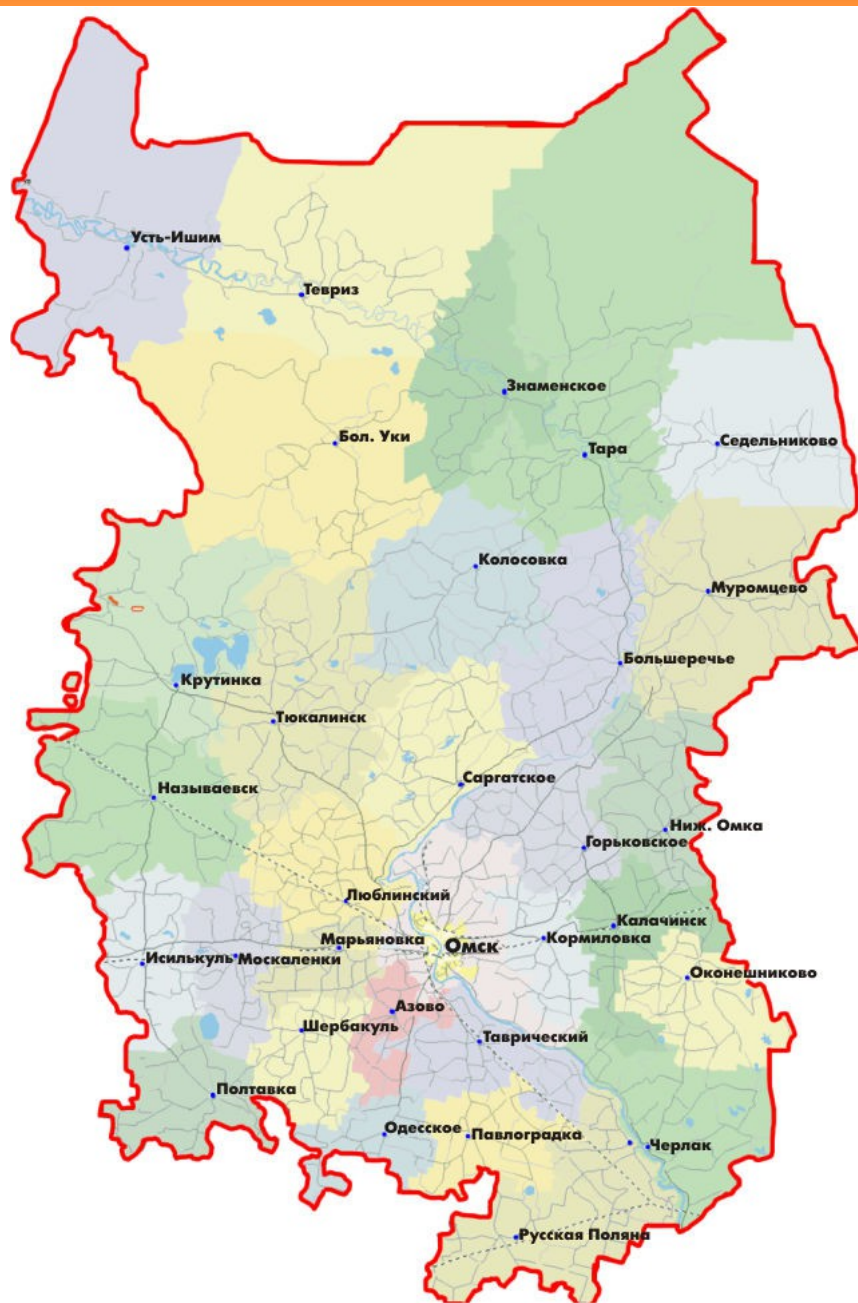 Усть-Ишим
Тевриз
Знаменское
Бол. Уки
Седельниково
Тара
Колосовка
Муромцево
Большеречье
Крутинка
Тюкалинск
Саргатское
Называевск
Ниж. Омка
Горьковское
Люблинский
Калачинск
Марьяновка
Омск
Кормиловка
Исилькуль
Москаленки
Оконешниково
Азово
Шербакуль
Таврический
Полтавка
Одесское
Павлоградка
Черлак
Русская Поляна